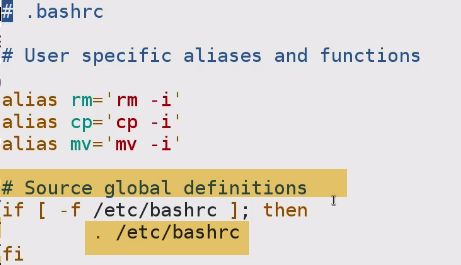 # .bashrc
# User specific aliases and functions
alias rm='rm -i'
alias cp='cp -i'
alias mv='mv -i'
# Source global definitions
if [ -f /etc/bashrc ]; then
. /etc/bashrc
fi